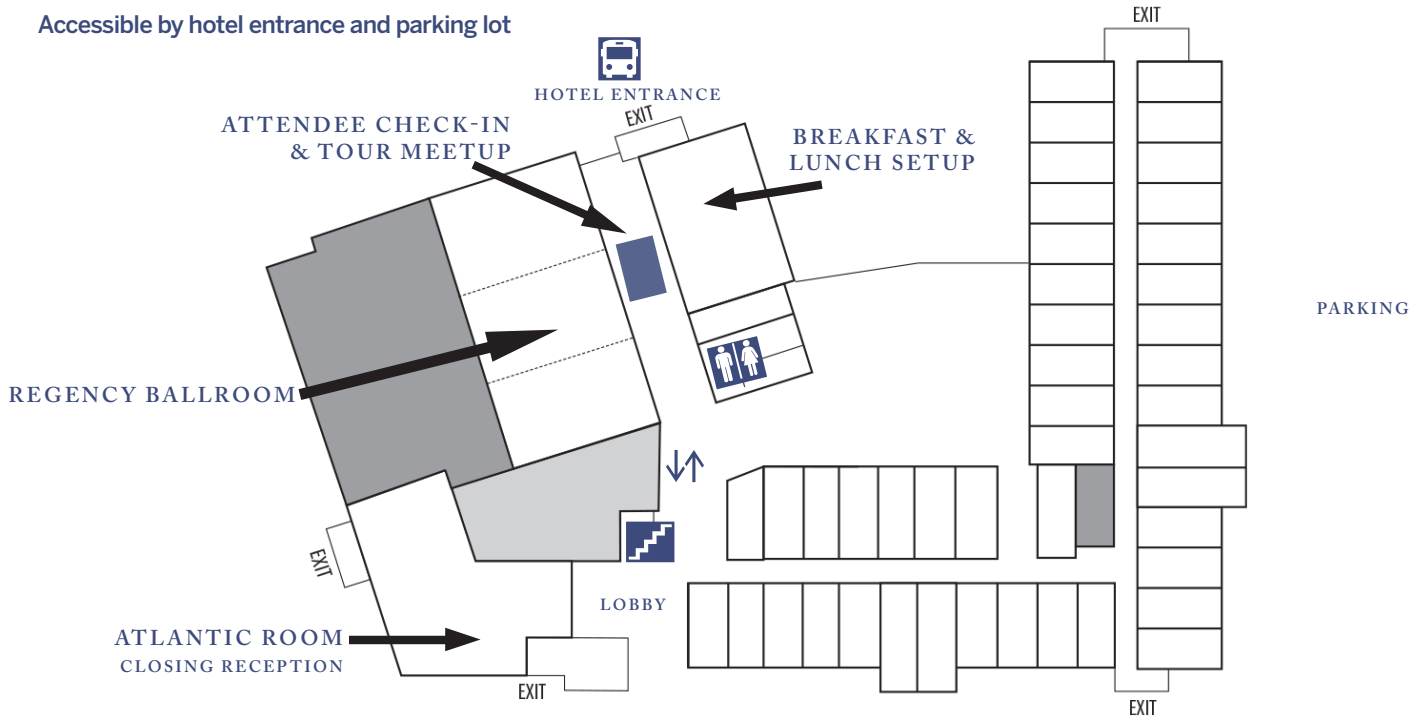 Accessible by hotel entrance and parking lot
EXIT
HOTEL ENTRANCE
EXIT
ATTENDEE CHECK-IN
& TOUR MEETUP
BREAKFAST &
LUNCH SETUP
PARKING
REGENCY BALLROOM
EXIT
LOBBY
ATLANTIC ROOM
CLOSING RECEPTION
EXIT
EXIT